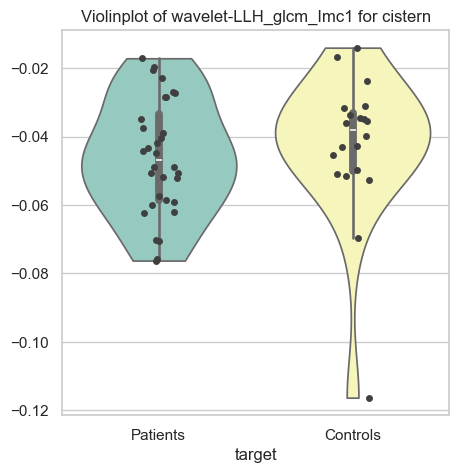 Violinplot of wavelet-LLH_glcm_Imc1 for cistern
−0.02
−0.04
−0.06
−0.08
−0.10
−0.12
Patients
Controls
target